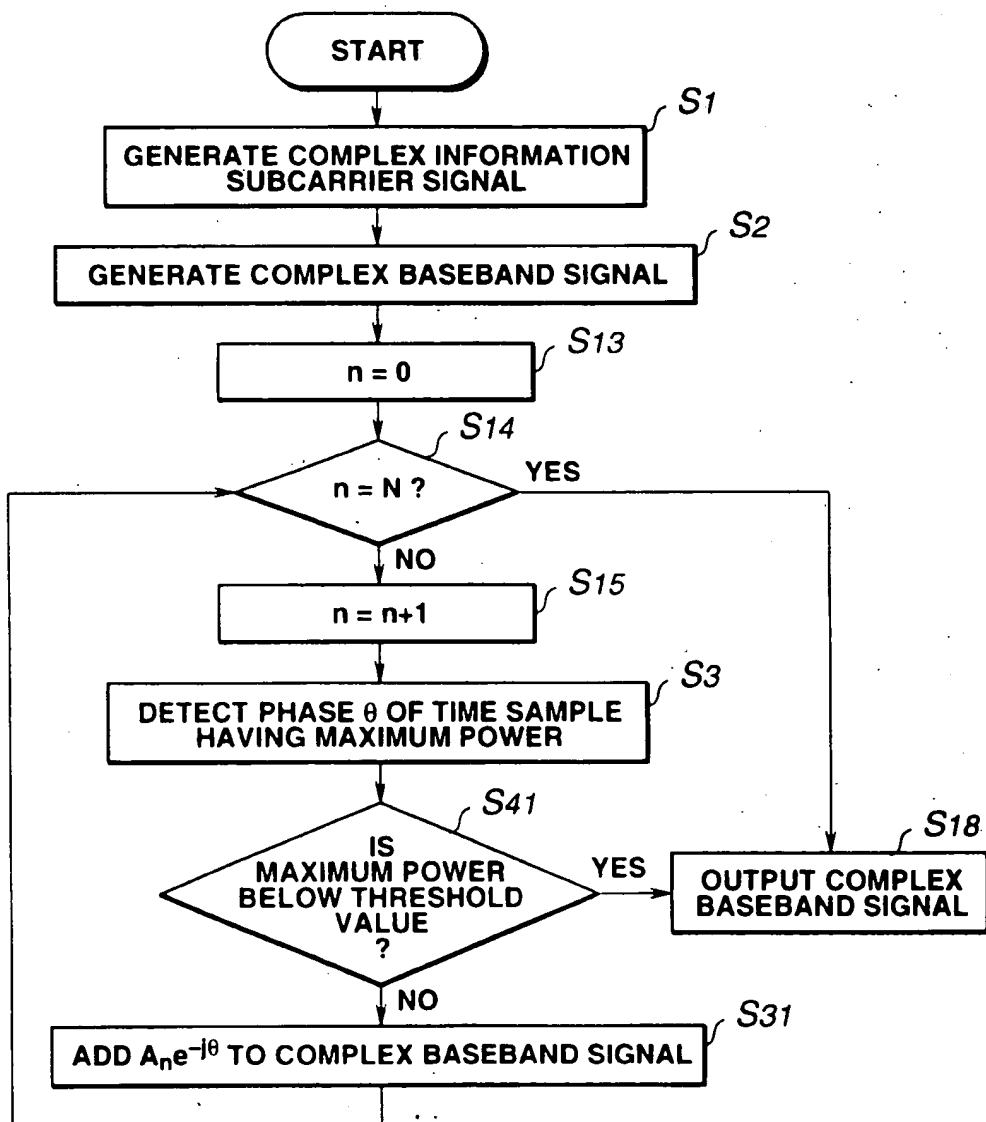 START
S1
GENERATE COMPLEX INFORMATION
SUBCARRIER SIGNAL
S2
GENERATE COMPLEX BASEBAND SIGNAL
S13
n = 0
S14
n = N ?
YES
NO
S15
n = n+1
S3
DETECT PHASE θ OF TIME SAMPLE
HAVING MAXIMUM POWER
S41
IS
MAXIMUM POWER
BELOW THRESHOLD
VALUE
?
YES
S18
OUTPUT COMPLEX
BASEBAND SIGNAL
NO
S31
ADD Aₙe⁻ʲᶿ TO COMPLEX BASEBAND SIGNAL